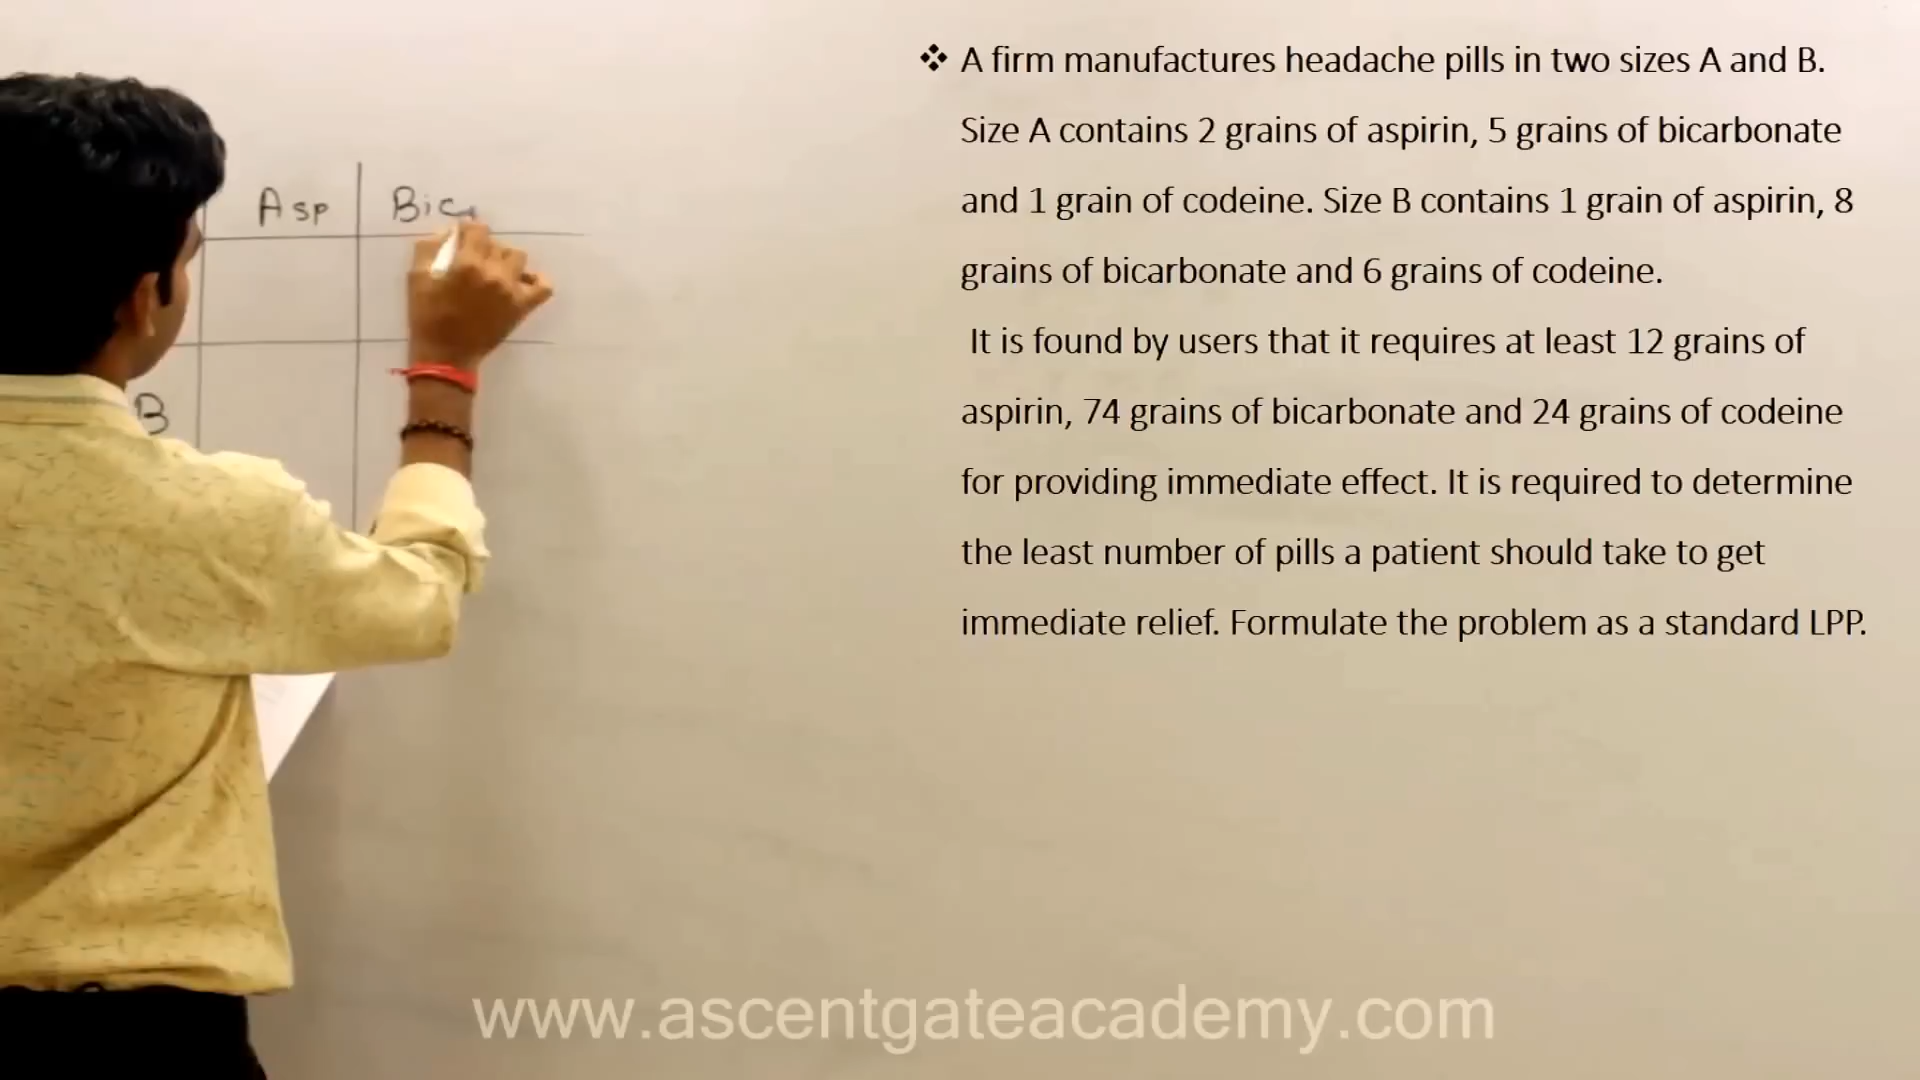 Asp Bic
B
❖ A firm manufactures headache pills in two sizes A and B.
Size A contains 2 grains of aspirin, 5 grains of bicarbonate
and 1 grain of codeine. Size B contains 1 grain of aspirin, 8
grains of bicarbonate and 6 grains of codeine.
It is found by users that it requires at least 12 grains of
aspirin, 74 grains of bicarbonate and 24 grains of codeine
for providing immediate effect. It is required to determine
the least number of pills a patient should take to get
immediate relief. Formulate the problem as a standard LPP.
www.ascentgateacademy.com